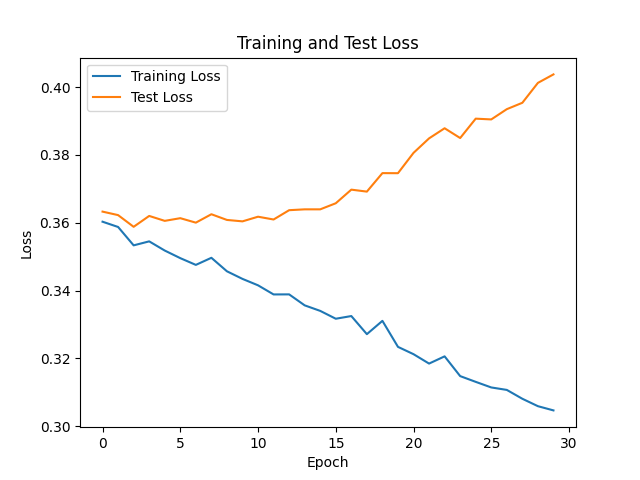 Training and Test Loss
Training Loss
Test Loss
0.40
0.38
0.36
0.34
0.32
0.30
Loss
0 5 10 15 20 25 30
Epoch